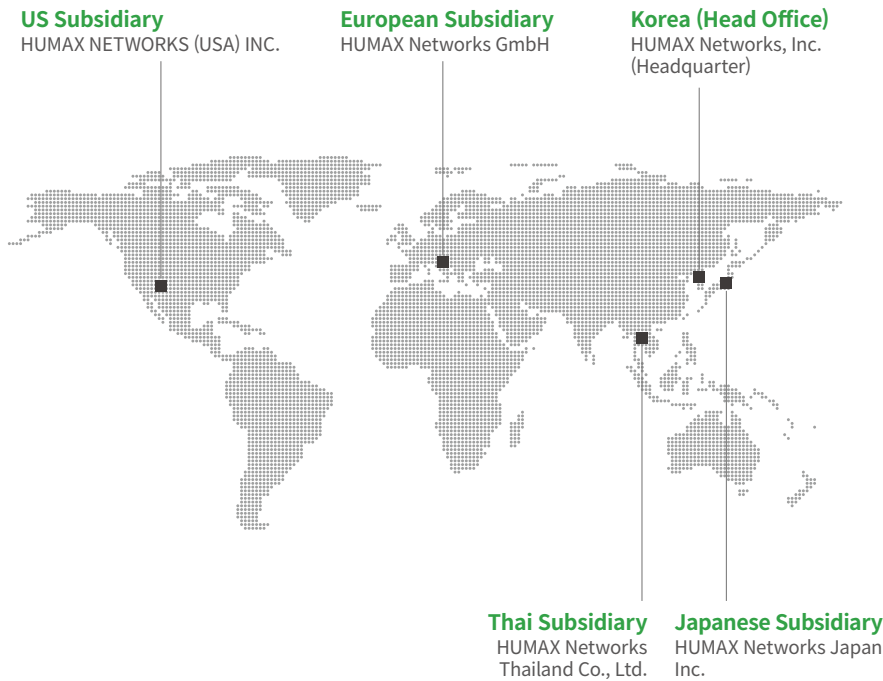 US Subsidiary
HUMAX NETWORKS (USA) INC.
European Subsidiary
HUMAX Networks GmbH
Korea (Head Office)
HUMAX Networks, Inc.
(Headquarter)
Thai Subsidiary
HUMAX Networks
Thailand Co., Ltd.
Japanese Subsidiary
HUMAX Networks Japan
Inc.